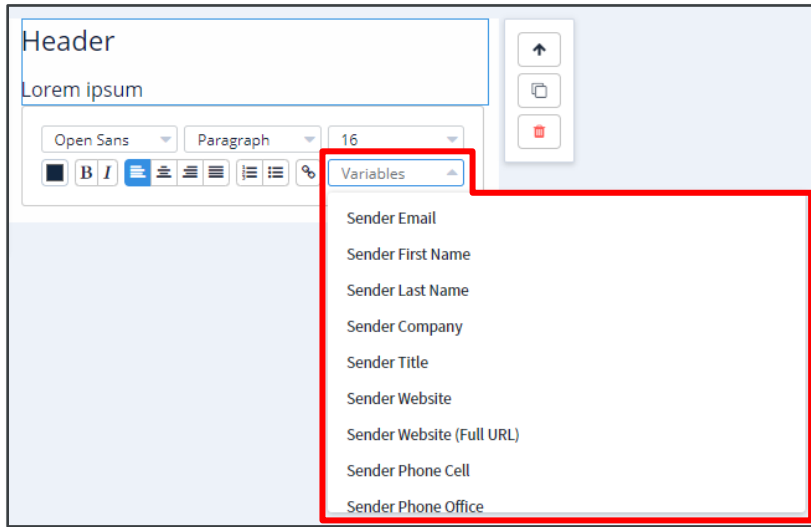 Header
Lorem ipsum
Open Sans Paragraph 16
B I Variables
Sender Email
Sender First Name
Sender Last Name
Sender Company
Sender Title
Sender Website
Sender Website (Full URL)
Sender Phone Cell
Sender Phone Office